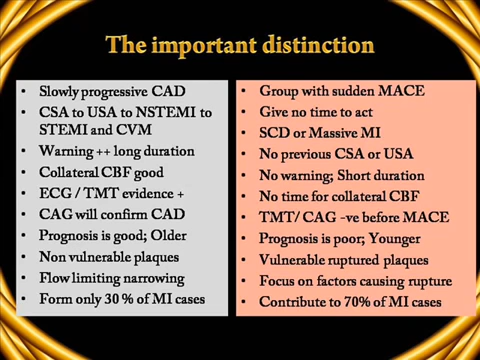 The important distinction
• Slowly progressive CAD
• CSA to USA to NSTEMI to
STEMI and CVM
• Warning ++ long duration
• Collateral CBF good
• ECG / TMT evidence +
• CAG will confirm CAD
• Prognosis is good; Older
• Non vulnerable plaques
• Flow limiting narrowing
• Form only 30 % of MI cases
• Group with sudden MACE
• Give no time to act
• SCD or Massive MI
• No previous CSA or USA
• No warning; Short duration
• No time for collateral CBF
• TMT/ CAG -ve before MACE
• Prognosis is poor; Younger
• Vulnerable ruptured plaques
• Focus on factors causing rupture
• Contribute to 70% of MI cases